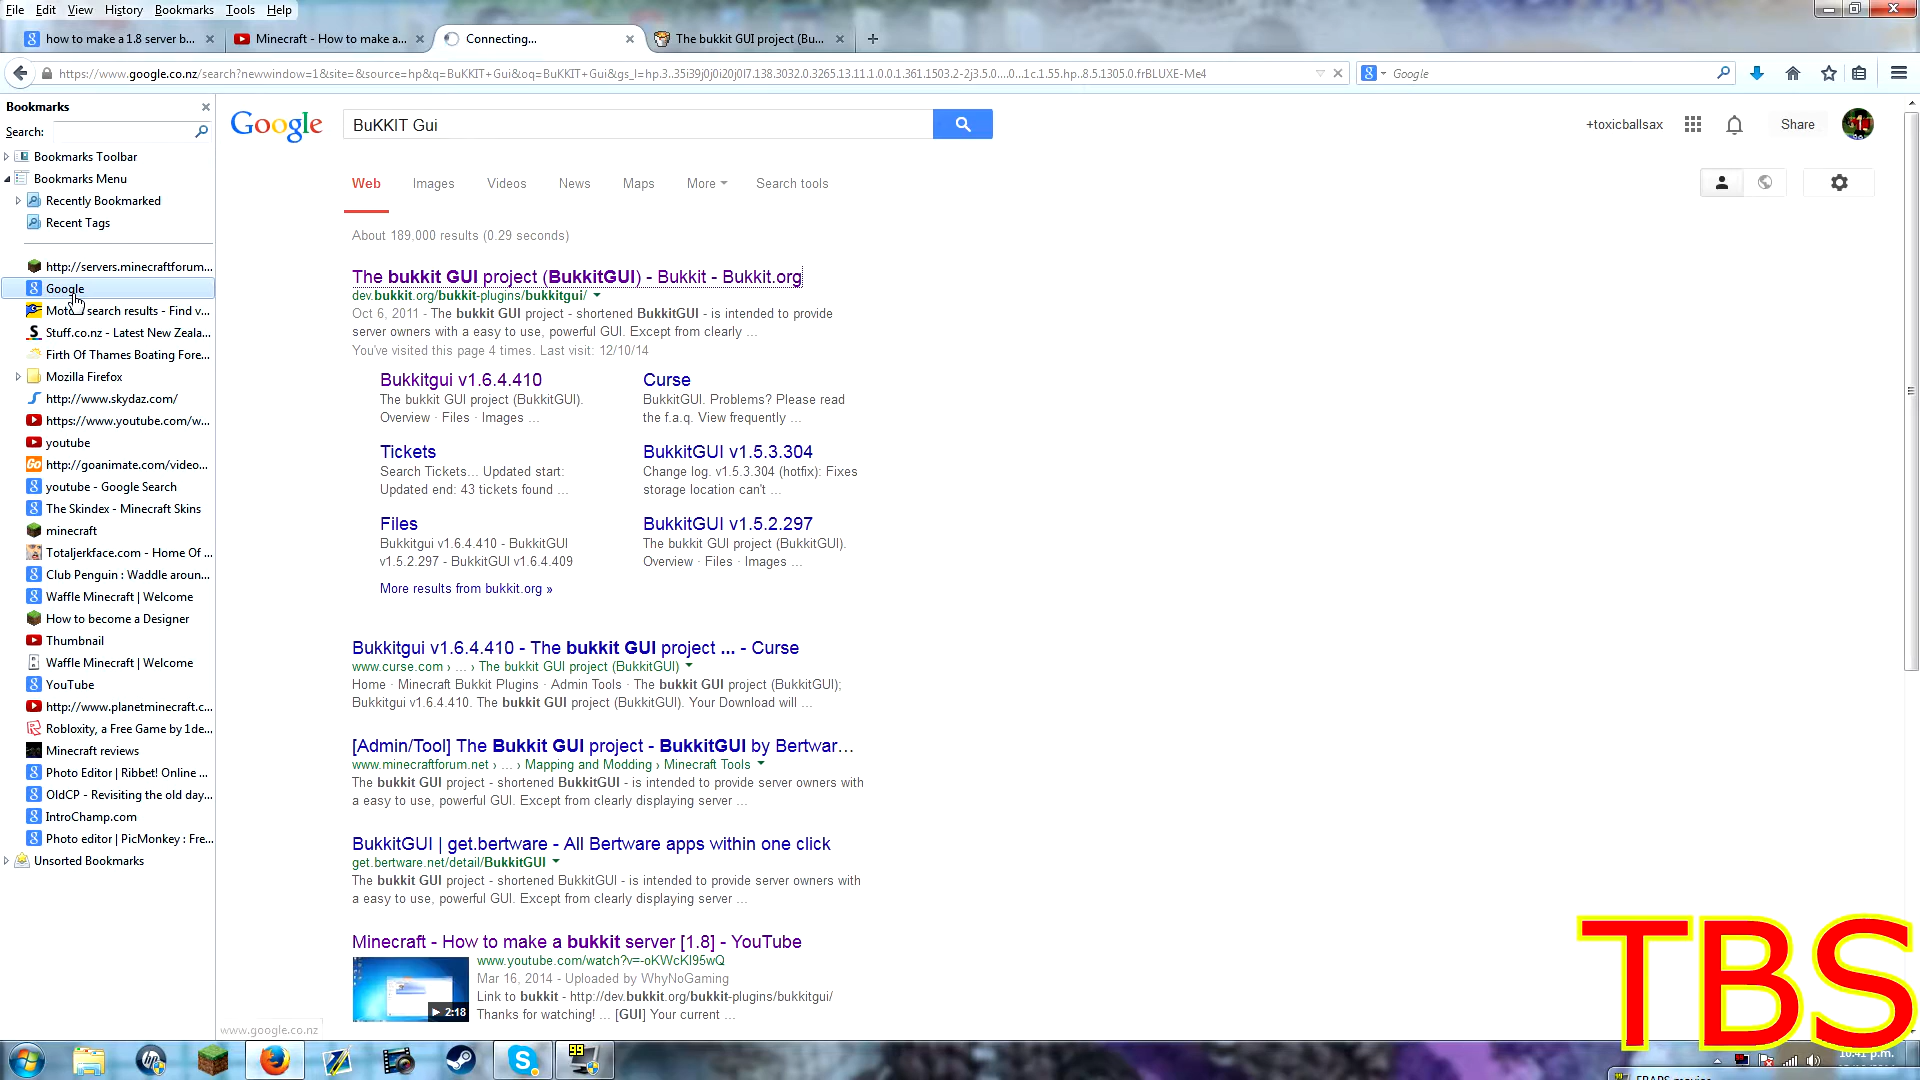 File Edit View History Bookmarks Tools Help
how to make a 1.8 server b...
Minecraft - How to make a...
Connecting...
The bukkit GUI project (Bu...
https://www.google.co.nz/search?newwindow=1&site=&source=hp&q=BuKKIT+Gui&oq=BuKKIT+Gui&gs_l=hp.3..35i39j0j0i20j0l7.138.3032.0.3265.13.11.1.0.0.1.361.1503.2-2j3.5.0....0...1c.1.55.hp..8.5.1305.0.frBLUXE-Me4
Google
Bookmarks
Search:
Bookmarks Toolbar
Bookmarks Menu
Recently Bookmarked
Recent Tags
http://servers.minecraftforum...
Google
Moto search results - Find v...
Stuff.co.nz - Latest New Zeala...
Firth Of Thames Boating Fore...
Mozilla Firefox
http://www.skydaz.com/
https://www.youtube.com/w...
youtube
http://goanimate.com/video...
youtube - Google Search
The Skindex - Minecraft Skins
minecraft
Totaljerkface.com - Home Of ...
Club Penguin : Waddle aroun...
Waffle Minecraft | Welcome
How to become a Designer
Thumbnail
Waffle Minecraft | Welcome
YouTube
http://www.planetminecraft.c...
Robloxity, a Free Game by 1de...
Minecraft reviews
Photo Editor | Ribbet! Online ...
OldCP - Revisiting the old day...
IntroChamp.com
Photo editor | PicMonkey : Fre...
Unsorted Bookmarks
Google
BuKKIT Gui
+toxicballsax
Share
Web Images Videos News Maps More Search tools
About 189,000 results (0.29 seconds)
The bukkit GUI project (BukkitGUI) - Bukkit - Bukkit.org
dev.bukkit.org/bukkit-plugins/bukkitgui/
Oct 6, 2011 - The bukkit GUI project - shortened BukkitGUI - is intended to provide
server owners with a easy to use, powerful GUI. Except from clearly ...
You've visited this page 4 times. Last visit: 12/10/14
Bukkitgui v1.6.4.410
The bukkit GUI project (BukkitGUI).
Overview · Files · Images ...
Curse
BukkitGUI. Problems? Please read
the f.a.q. View frequently ...
Tickets
Search Tickets... Updated start:
Updated end: 43 tickets found ...
BukkitGUI v1.5.3.304
Change log. v1.5.3.304 (hotfix): Fixes
storage location can't ...
Files
Bukkitgui v1.6.4.410 - BukkitGUI
v1.5.2.297 - BukkitGUI v1.6.4.409
BukkitGUI v1.5.2.297
The bukkit GUI project (BukkitGUI).
Overview · Files · Images ...
More results from bukkit.org »
Bukkitgui v1.6.4.410 - The bukkit GUI project ... - Curse
www.curse.com › ... › The bukkit GUI project (BukkitGUI)
Home · Minecraft Bukkit Plugins · Admin Tools · The bukkit GUI project (BukkitGUI);
Bukkitgui v1.6.4.410. The bukkit GUI project (BukkitGUI). Your Download will ...
[Admin/Tool] The Bukkit GUI project - BukkitGUI by Bertwar...
www.minecraftforum.net › ... › Mapping and Modding › Minecraft Tools
The bukkit GUI project - shortened BukkitGUI - is intended to provide server owners with
a easy to use, powerful GUI. Except from clearly displaying server ...
BukkitGUI | get.bertware - All Bertware apps within one click
get.bertware.net/detail/BukkitGUI
The bukkit GUI project - shortened BukkitGUI - is intended to provide server owners with
a easy to use, powerful GUI. Except from clearly displaying server ...
Minecraft - How to make a bukkit server [1.8] - YouTube
www.youtube.com/watch?v=-oKWcKI95wQ
Mar 16, 2014 - Uploaded by WhyNoGaming
Link to bukkit - http://dev.bukkit.org/bukkit-plugins/bukkitgui/
Thanks for watching! ... [GUI] Your current ...
2:18
www.google.co.nz
TBS
99
10:41 p.m.